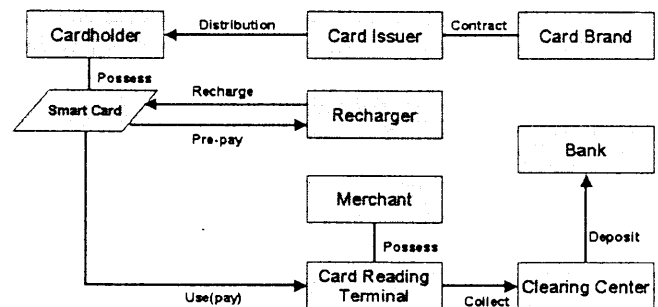 Cardholder
Distribution
Card Issuer
Contract
Card Brand
Possess
Smart Card
Recharge
Recharger
Pre-pay
Bank
Merchant
Possess
Deposit
Use(pay)
Card Reading
Terminal
Collect
Clearing Center